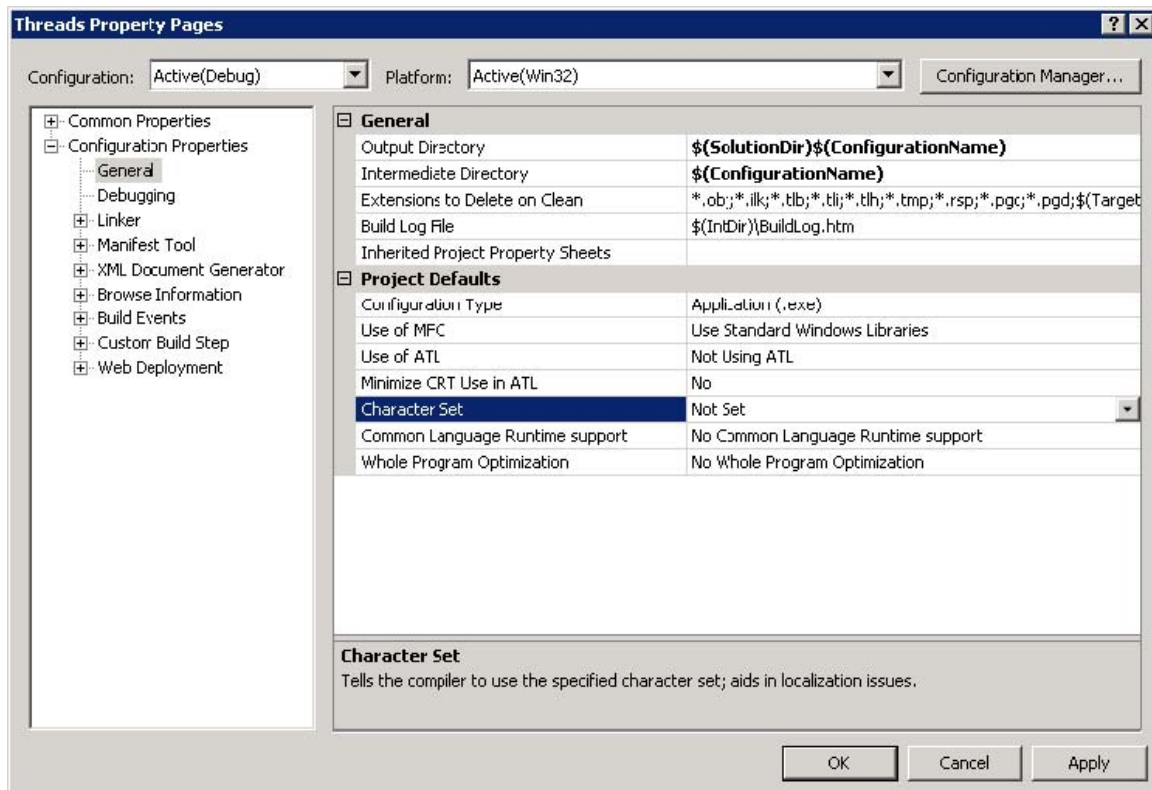 Threads Property Pages
Configuration: Active(Debug) Platform: Active(Win32) Configuration Manager...
Common Properties
Configuration Properties
General
Debugging
Linker
Manifest Tool
XML Document Generator
Browse Information
Build Events
Custom Build Step
Web Deployment
General
Output Directory $(SolutionDir)$(ConfigurationName)
Intermediate Directory $(ConfigurationName)
Extensions to Delete on Clean *.obj;*.ilk;*.tlb;*.tli;*.tlh;*.tmp;*.rsp;*.pgc;*.pgd;$(Target
Build Log File $(IntDir)\BuildLog.htm
Inherited Project Property Sheets
Project Defaults
Configuration Type Application (.exe)
Use of MFC Use Standard Windows Libraries
Use of ATL Not Using ATL
Minimize CRT Use in ATL No
Character Set Not Set
Common Language Runtime support No Common Language Runtime support
Whole Program Optimization No Whole Program Optimization
Character Set
Tells the compiler to use the specified character set; aids in localization issues.
OK Cancel Apply